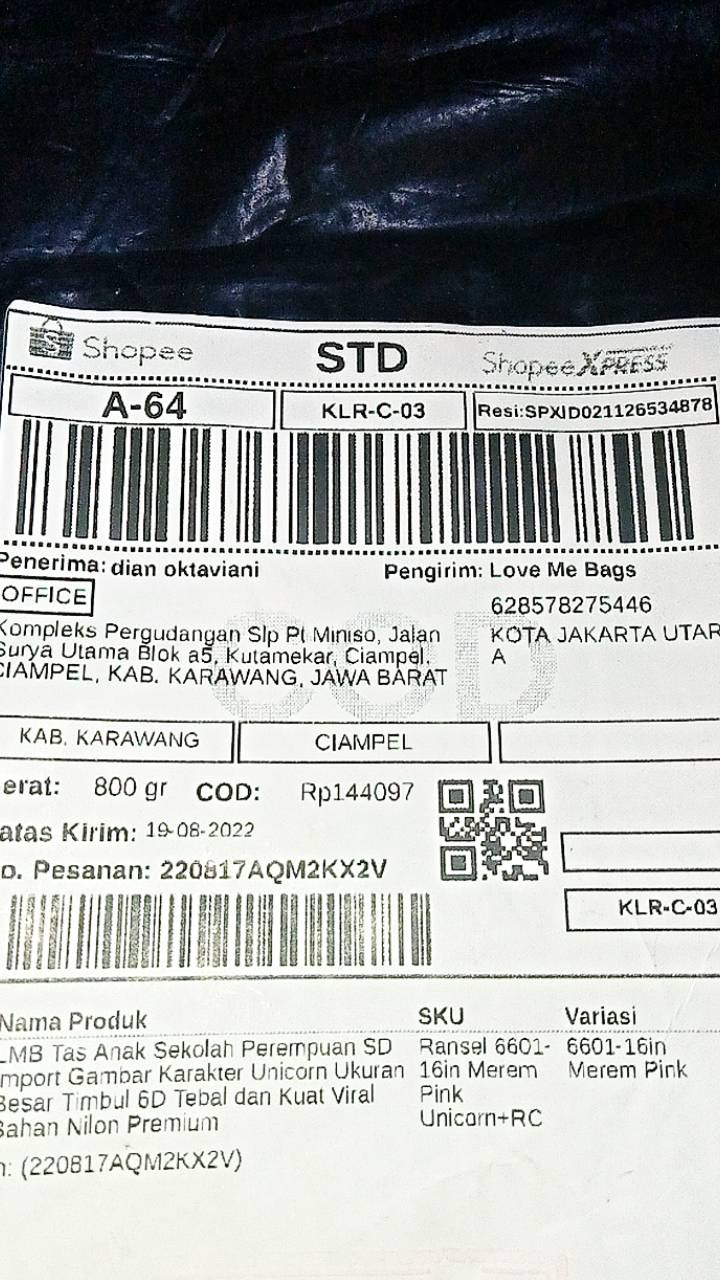 Shopee STD Shopee XPRESS
A-64 KLR-C-03 Resi:SPXID021126534878
Penerima: dian oktaviani Pengirim: Love Me Bags
OFFICE 628578275446
Kompleks Pergudangan Slp Pt Miniso, Jalan KOTA JAKARTA UTAR
Surya Utama Blok a5, Kutamekar, Ciampel, A
CIAMPEL, KAB. KARAWANG, JAWA BARAT
COD
KAB. KARAWANG CIAMPEL
erat: 800 gr COD: Rp144097
atas Kirim: 19-08-2022
o. Pesanan: 220817AQM2KX2V
KLR-C-03
Nama Produk SKU Variasi
LMB Tas Anak Sekolah Perempuan SD Ransel 6601- 6601-16in
mport Gambar Karakter Unicorn Ukuran 16in Merem Merem Pink
Besar Timbul 6D Tebal dan Kuat Viral Pink
Bahan Nilon Premium Unicorn+RC
n: (220817AQM2KX2V)